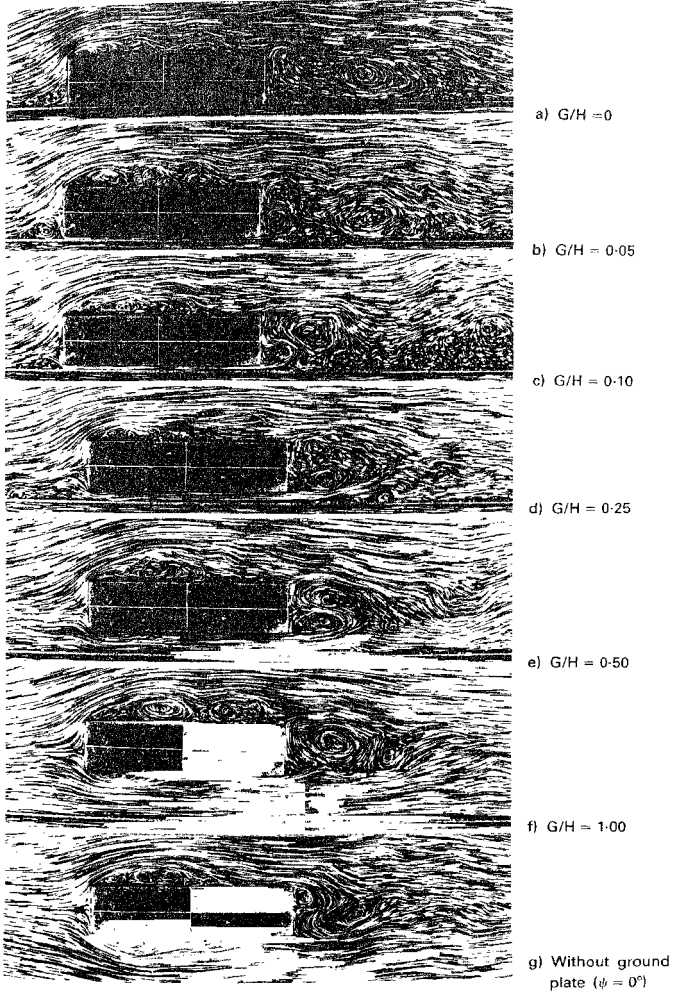 a) G/H =0
b) G/H = 0·05
c) G/H = 0·10
d) G/H = 0·25
e) G/H = 0·50
f) G/H = 1·00
g) Without ground
plate (ψ = 0°)